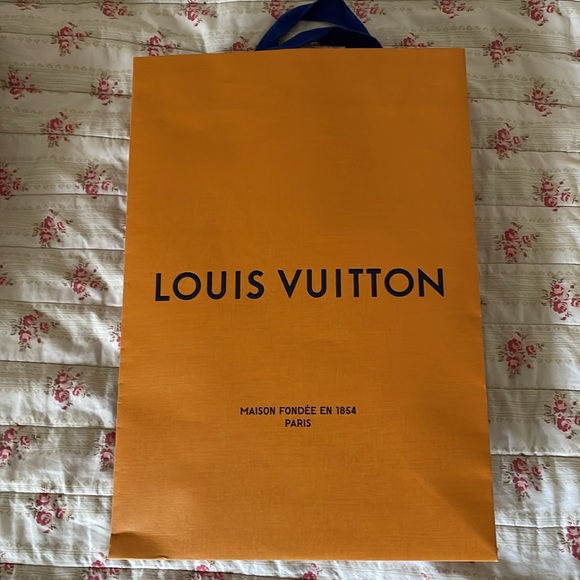 LOUIS VUITTON
MAISON FONDÉE EN 1854
PARIS